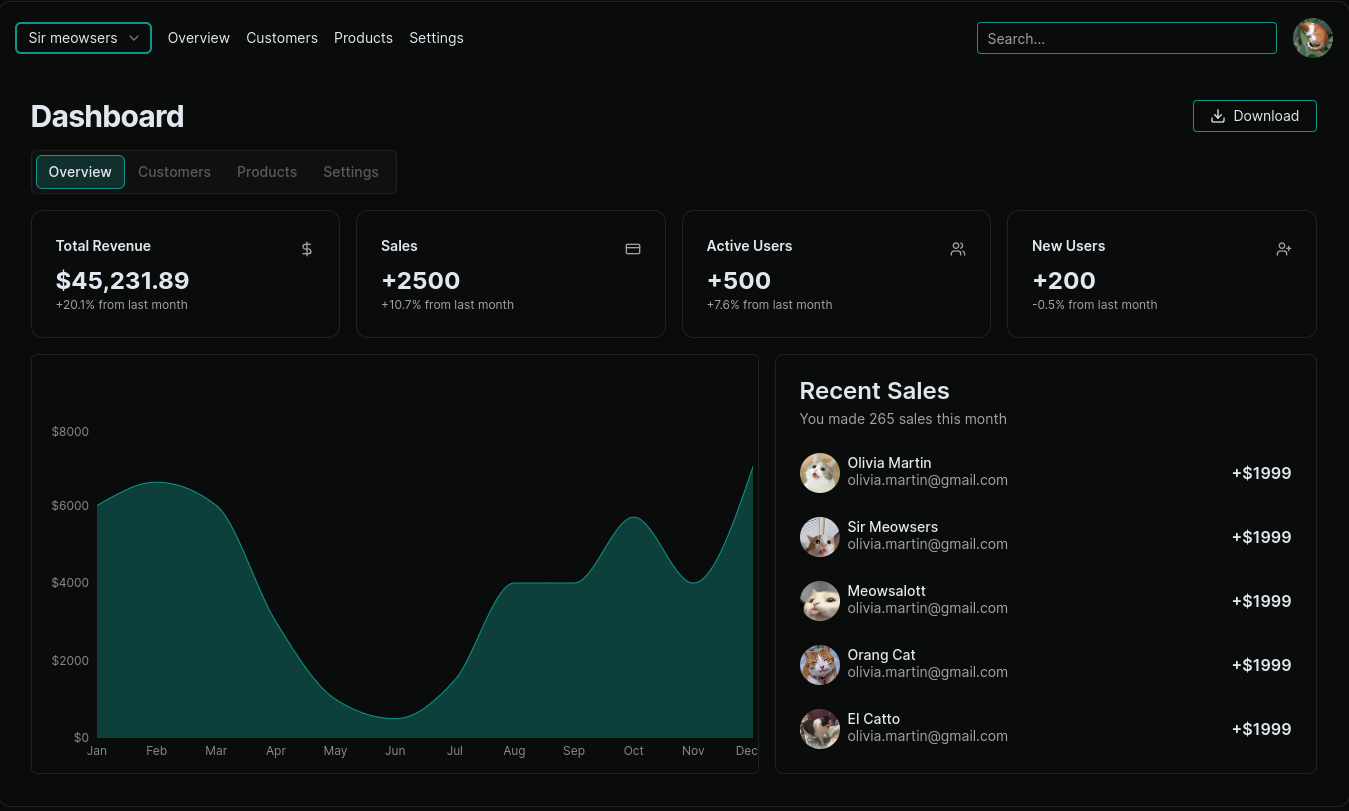 Sir meowsers Overview Customers Products Settings Search...
Dashboard
Download
Overview Customers Products Settings
Total Revenue
$45,231.89
+20.1% from last month
Sales
+2500
+10.7% from last month
Active Users
+500
+7.6% from last month
New Users
+200
-0.5% from last month
$8000
$6000
$4000
$2000
$0
Jan Feb Mar Apr May Jun Jul Aug Sep Oct Nov Dec
Recent Sales
You made 265 sales this month
Olivia Martin
olivia.martin@gmail.com
+$1999
Sir Meowsers
olivia.martin@gmail.com
+$1999
Meowsalott
olivia.martin@gmail.com
+$1999
Orang Cat
olivia.martin@gmail.com
+$1999
El Catto
olivia.martin@gmail.com
+$1999